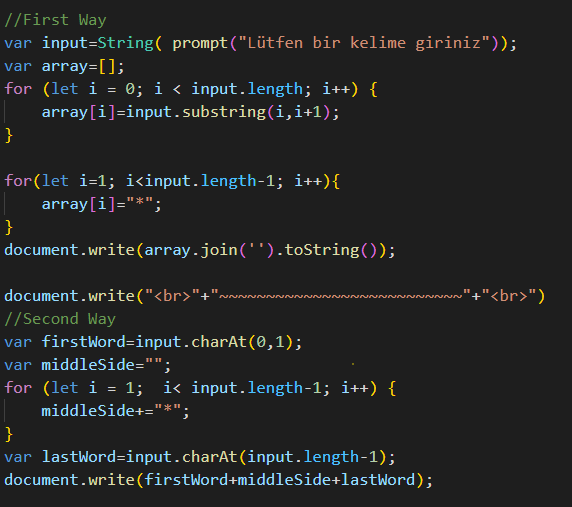 //First Way
var input=String( prompt("Lütfen bir kelime giriniz"));
var array=[];
for (let i = 0; i < input.length; i++) {
    array[i]=input.substring(i,i+1);
}
for(let i=1; i<input.length-1; i++){
    array[i]="*";
}
document.write(array.join('').toString());
document.write("<br>"+"~~~~~~~~~~~~~~~~~~~~~~~~~~"+"<br>")
//Second Way
var firstWord=input.charAt(0,1);
var middleSide="";
for (let i = 1;  i< input.length-1; i++) {
    middleSide+="*";
}
var lastWord=input.charAt(input.length-1);
document.write(firstWord+middleSide+lastWord);